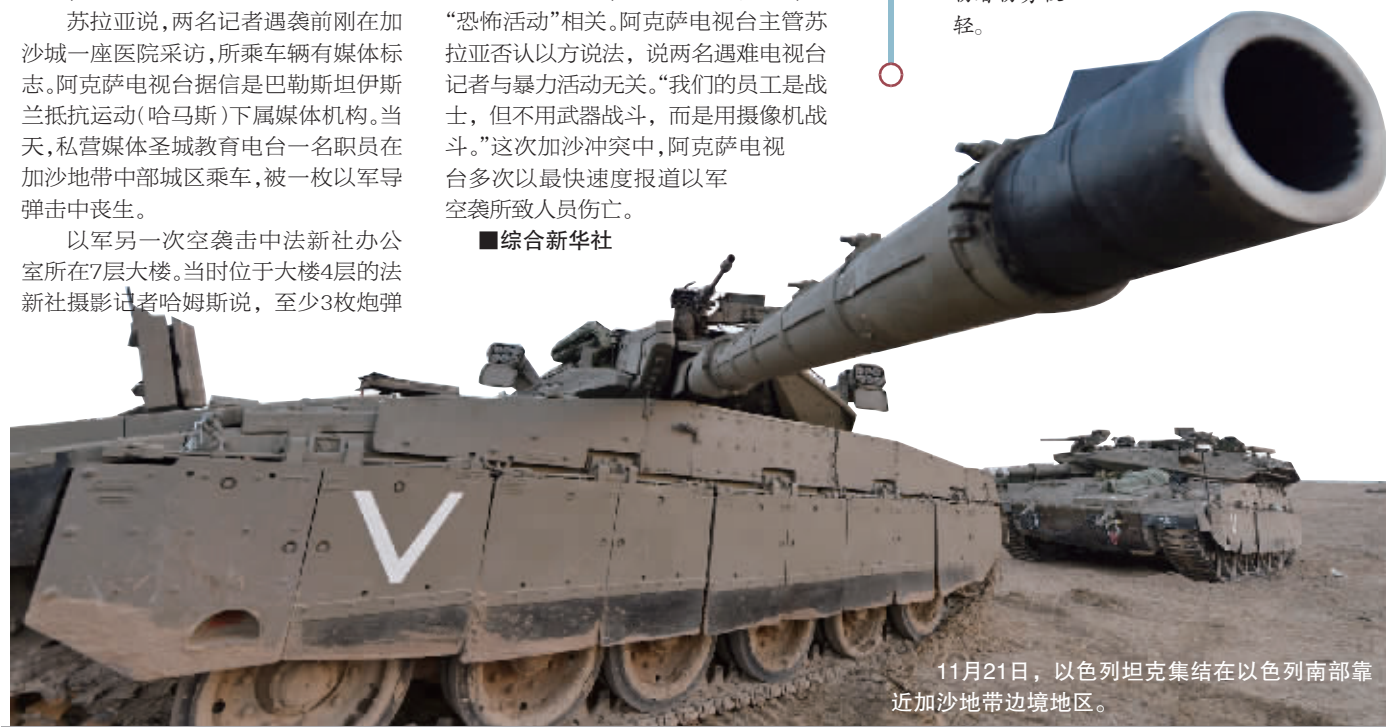 苏拉亚说，两名记者遇袭前刚在加
沙城一座医院采访，所乘车辆有媒体标
志。阿克萨电视台据信是巴勒斯坦伊斯
兰抵抗运动（哈马斯）下属媒体机构。当
天，私营媒体圣城教育电台一名职员在
加沙地带中部城区乘车，被一枚以军导
弹击中丧生。
以军另一次空袭击中法新社办公
室所在7层大楼。当时位于大楼4层的法
新社摄影记者哈姆斯说，至少3枚炮弹
“恐怖活动”相关。阿克萨电视台主管苏
拉亚否认以方说法，说两名遇难电视台
记者与暴力活动无关。“我们的员工是战
士，但不用武器战斗，而是用摄像机战
斗。”这次加沙冲突中，阿克萨电视
台多次以最快速度报道以军
空袭所致人员伤亡。
■综合新华社
轻。
V
11月21日，以色列坦克集结在以色列南部靠
近加沙地带边境地区。